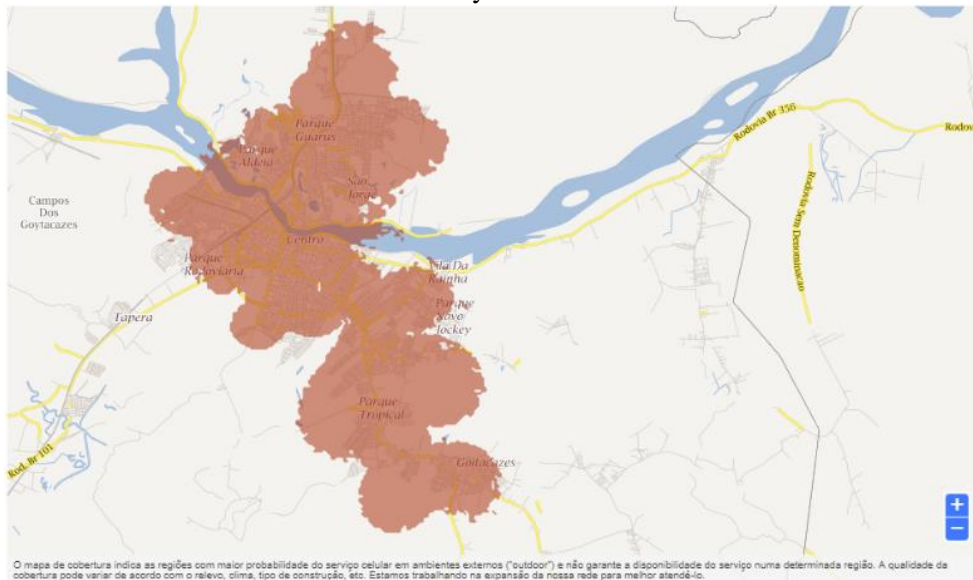 Rodovia Br 356
Rodov
Parque
Guarus
Parque
Aldeia
São
Jorge
Campos
Dos
Goytacazes
Rodovia Sem Denominacao
Centro
Parque
Rodoviaria
Vila Da
Rainha
Parque
Novo
Jockey
Tapera
Parque
Tropical
Goitacazes
Rod. Br 101
+
−
O mapa de cobertura indica as regiões com maior probabilidade do serviço celular em ambientes externos ("outdoor") e não garante a disponibilidade do serviço numa determinada região. A qualidade da
cobertura pode variar de acordo com o relevo, clima, tipo de construção, etc. Estamos trabalhando na expansão da nossa rede para melhor atendê-lo.